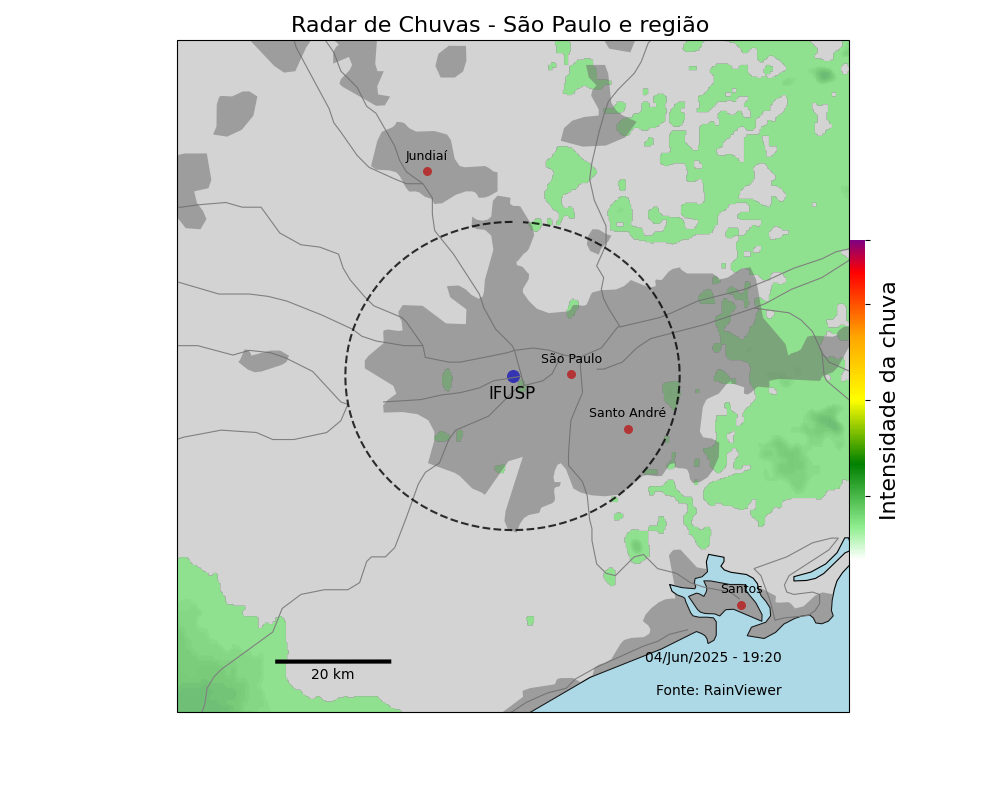 Radar de Chuvas - São Paulo e região
Jundiaí
São Paulo
IFUSP
Santo André
Intensidade da chuva
Santos
04/Jun/2025 - 19:20
20 km
Fonte: RainViewer